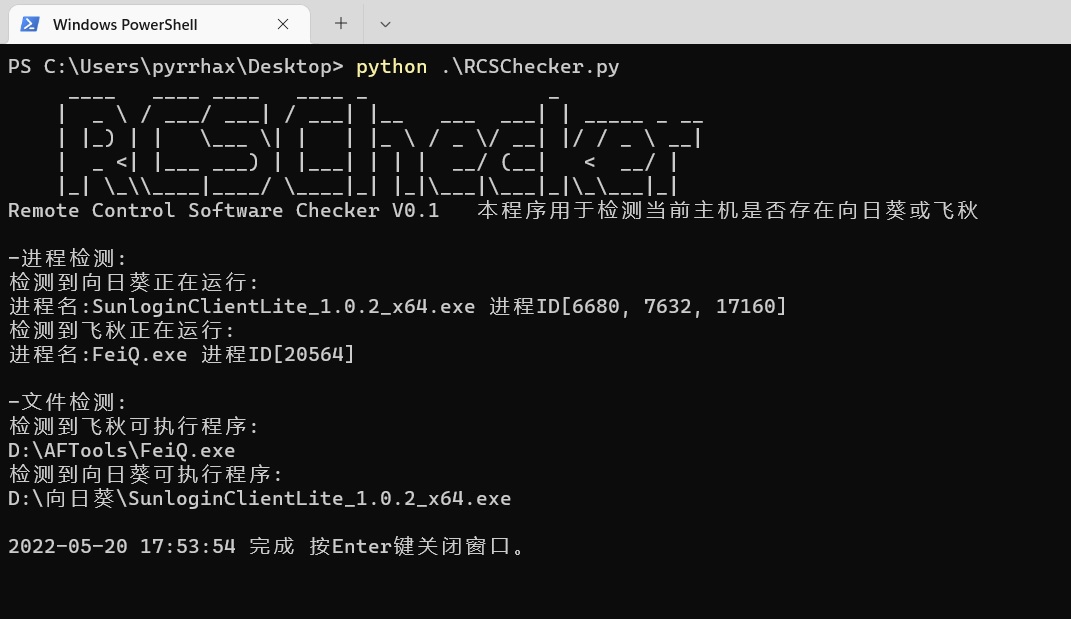 Windows PowerShell
PS C:\Users\pyrrhax\Desktop> python .\RCSChecker.py
RCSChecker
Remote Control Software Checker V0.1 本程序用于检测当前主机是否存在向日葵或飞秋
-进程检测:
检测到向日葵正在运行:
进程名:SunloginClientLite_1.0.2_x64.exe 进程ID[6680, 7632, 17160]
检测到飞秋正在运行:
进程名:FeiQ.exe 进程ID[20564]
-文件检测:
检测到飞秋可执行程序:
D:\AFTools\FeiQ.exe
检测到向日葵可执行程序:
D:\向日葵\SunloginClientLite_1.0.2_x64.exe
2022-05-20 17:53:54 完成 按Enter键关闭窗口。